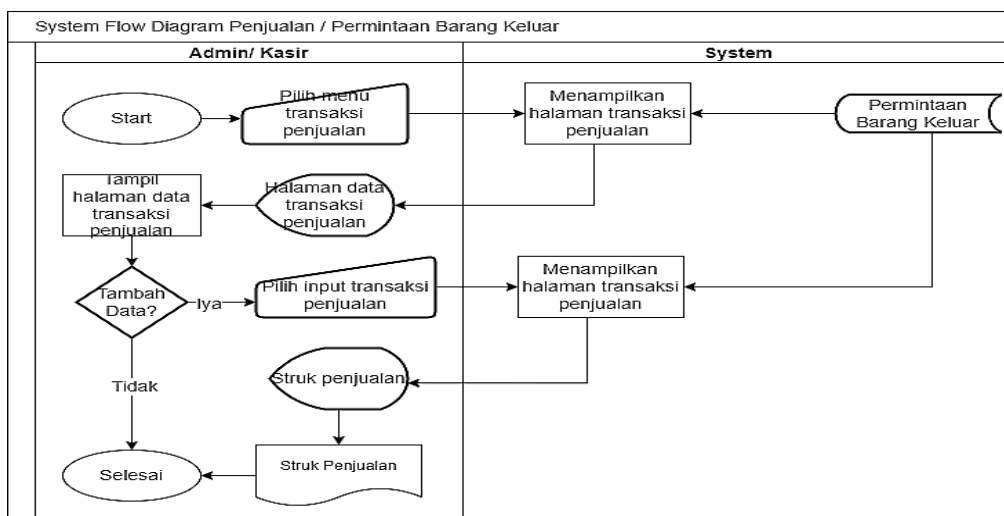 System Flow Diagram Penjualan / Permintaan Barang Keluar
Admin/ Kasir
System
Start
Pilih menu
transaksi
penjualan
Menampilkan
halaman transaksi
penjualan
Permintaan
Barang Keluar
Tampil
halaman data
transaksi
penjualan
Halaman data
transaksi
penjualan
Tambah
Data?
Iya
Pilih input transaksi
penjualan
Menampilkan
halaman transaksi
penjualan
Tidak
Struk penjualan
Selesai
Struk Penjualan